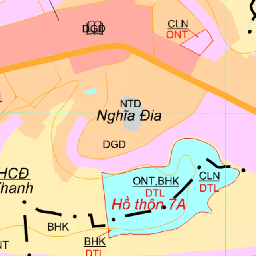 DGD
CLN
ONT
NTD
Nghĩa Đia
DGD
HCĐ
Thanh
ONT,BHK
DTL
CLN
DTL
Hồ thôn 7A
BHK
BHK
DTL
NT